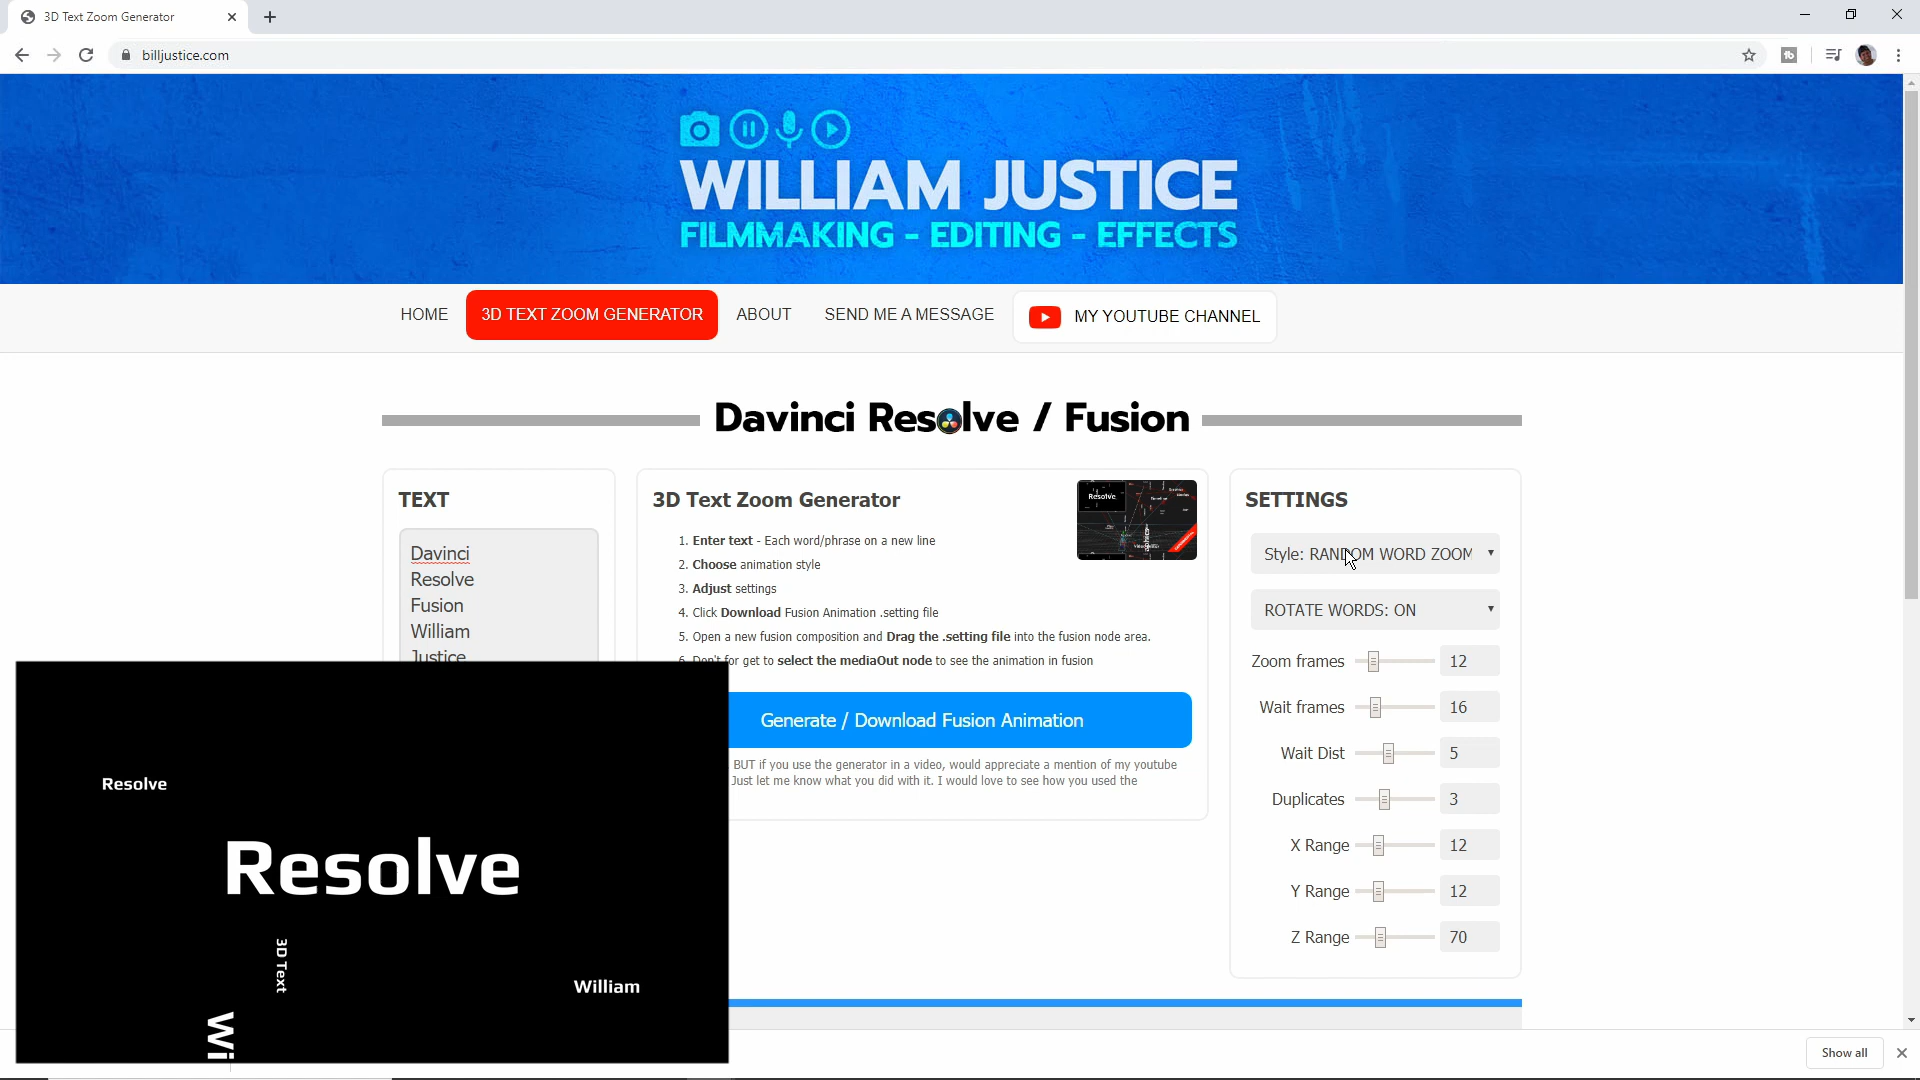 3D Text Zoom Generator
billjustice.com
WILLIAM JUSTICE
FILMMAKING - EDITING - EFFECTS
HOME
3D TEXT ZOOM GENERATOR
ABOUT
SEND ME A MESSAGE
MY YOUTUBE CHANNEL
Davinci Resolve / Fusion
TEXT
Davinci
Resolve
Fusion
William
Justice
3D Text Zoom Generator
1. Enter text - Each word/phrase on a new line
2. Choose animation style
3. Adjust settings
4. Click Download Fusion Animation .setting file
5. Open a new fusion composition and Drag the .setting file into the fusion node area.
6. Don't for get to select the mediaOut node to see the animation in fusion
Resolve
Generate / Download Fusion Animation
BUT if you use the generator in a video, would appreciate a mention of my youtube
Just let me know what you did with it. I would love to see how you used the
SETTINGS
Style: RANDOM WORD ZOOM
ROTATE WORDS: ON
Zoom frames 12
Wait frames 16
Wait Dist 5
Duplicates 3
X Range 12
Y Range 12
Z Range 70
Resolve
Resolve
3D Text
William
Wi
Show all